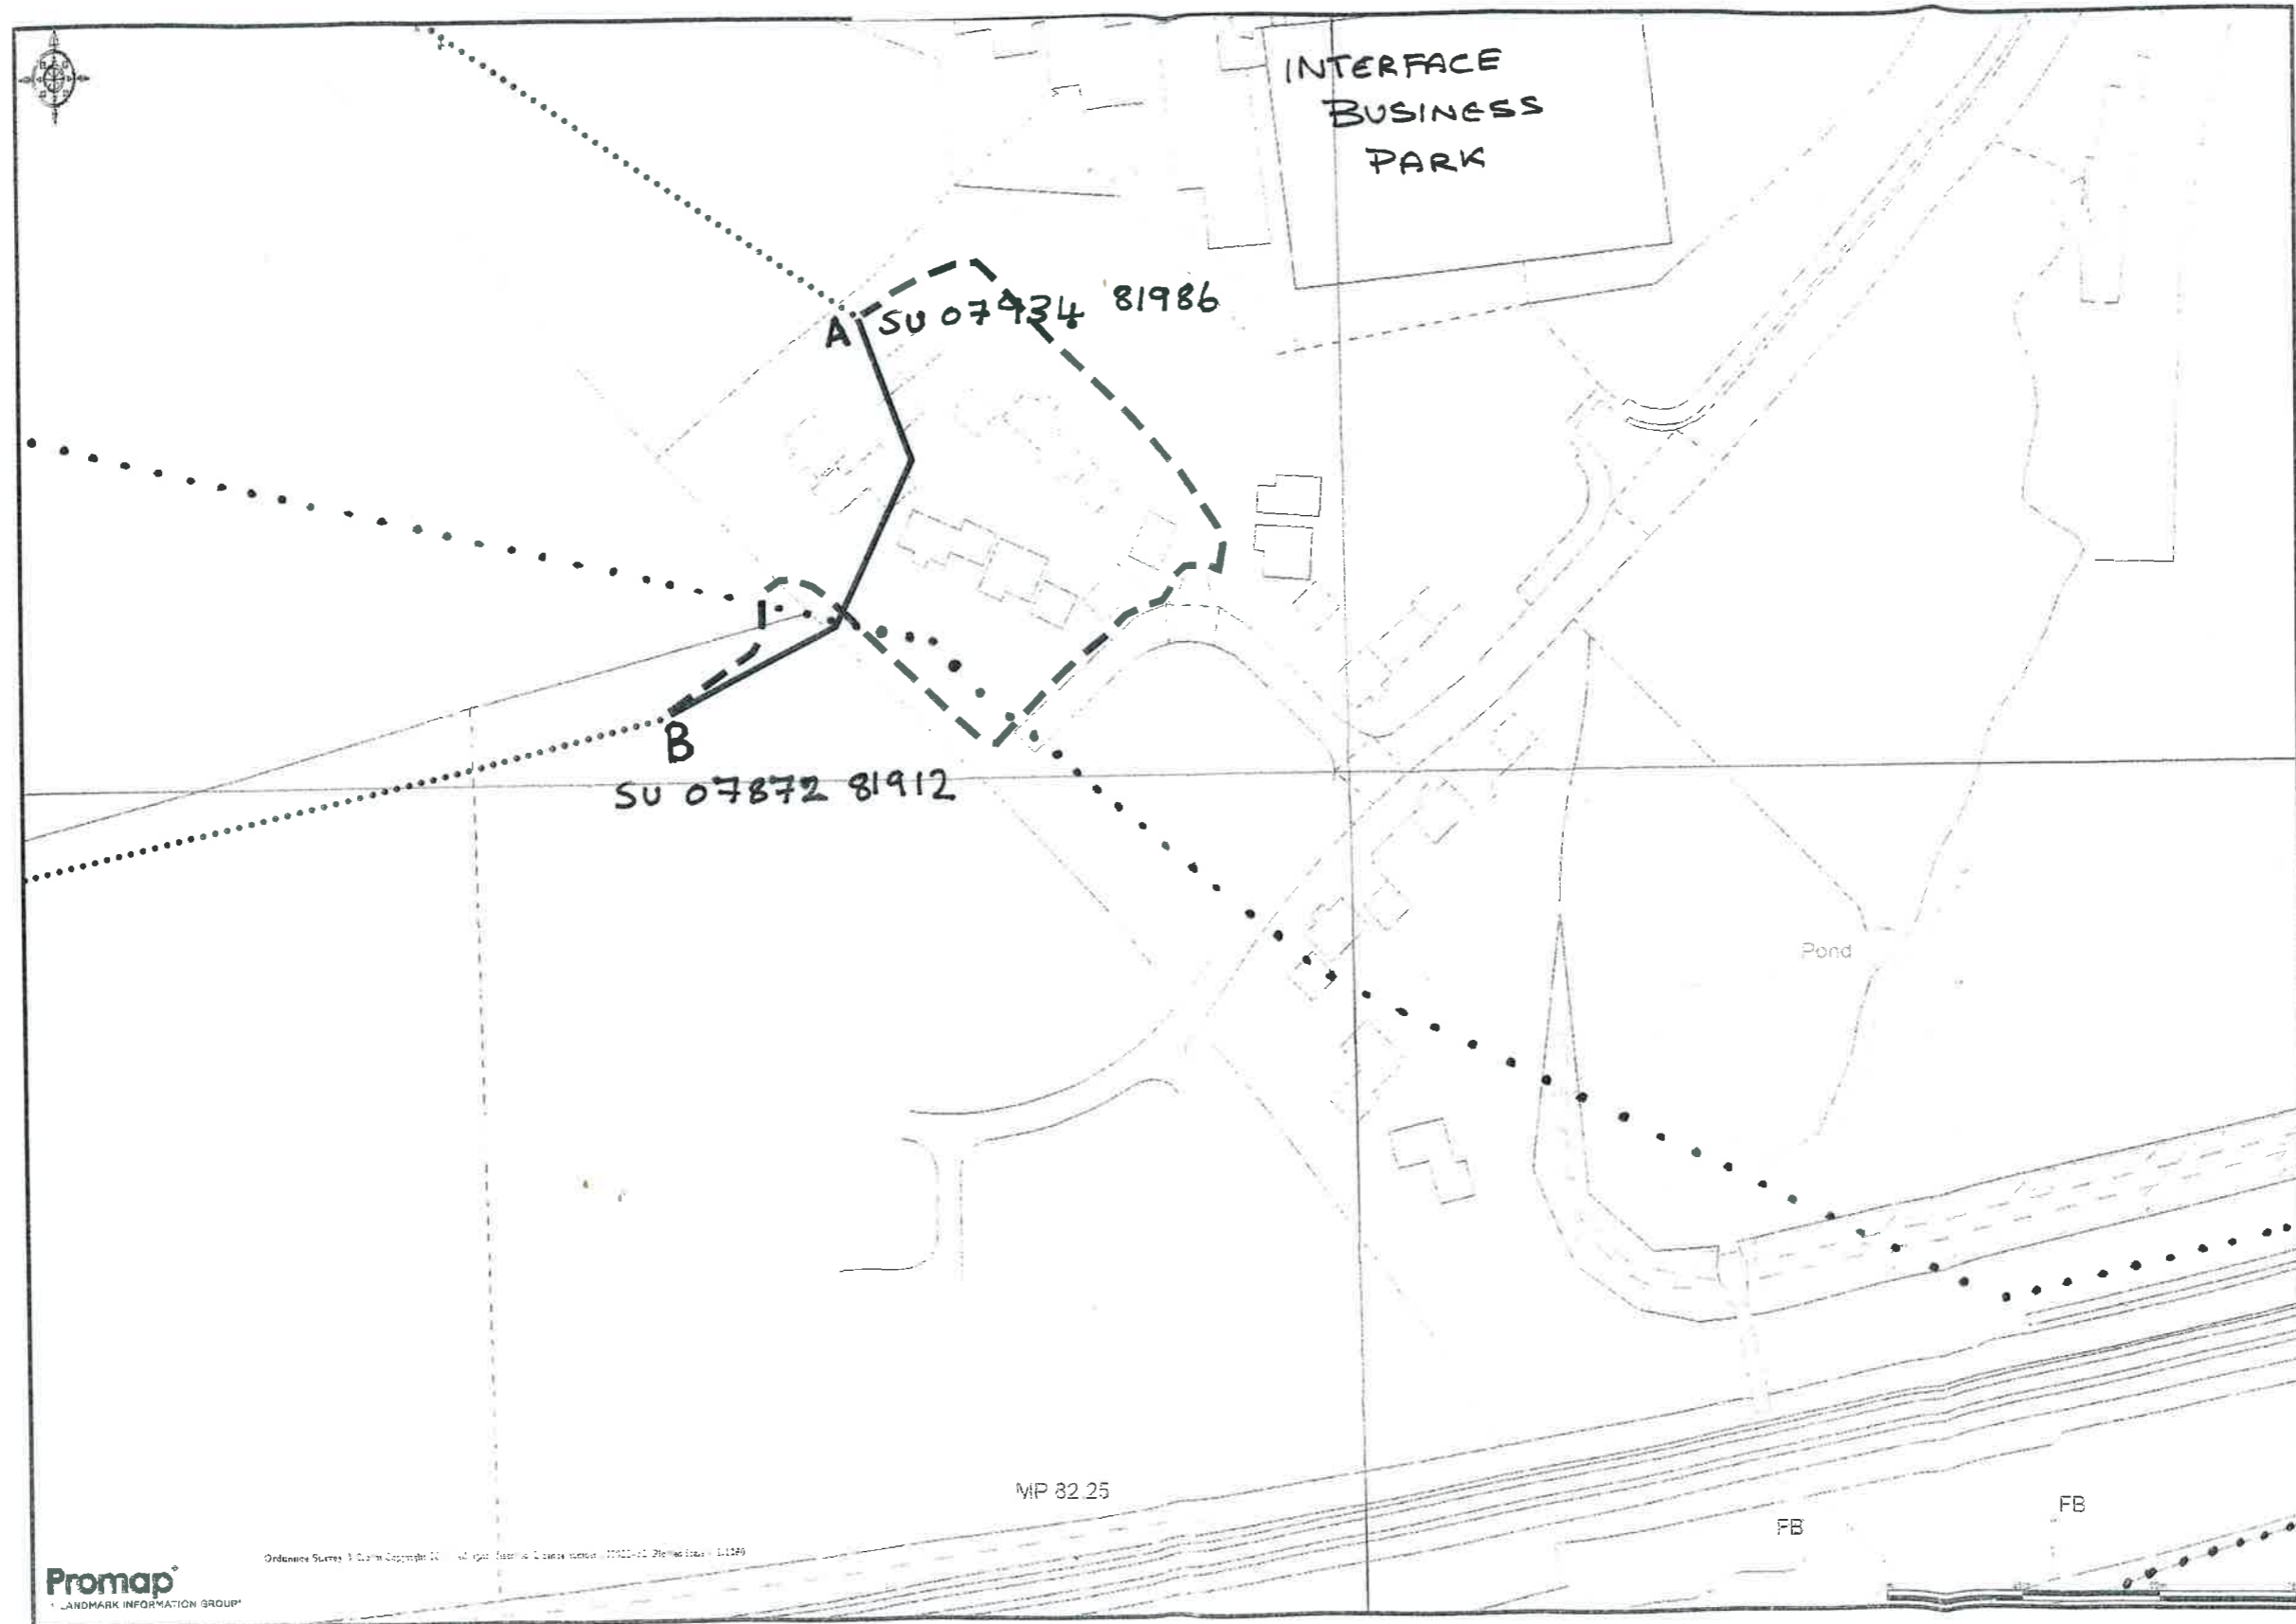 INTERFACE
BUSINESS
PARK
A SU 07934 81986
B
SU 07872 81912
Pond
MP 82.25
FB
FB
Promap
LANDMARK INFORMATION GROUP